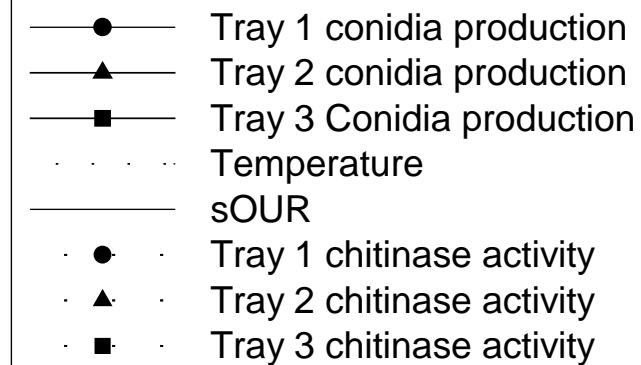 Tray 1 conidia production
Tray 2 conidia production
Tray 3 Conidia production
Temperature
sOUR
Tray 1 chitinase activity
Tray 2 chitinase activity
Tray 3 chitinase activity